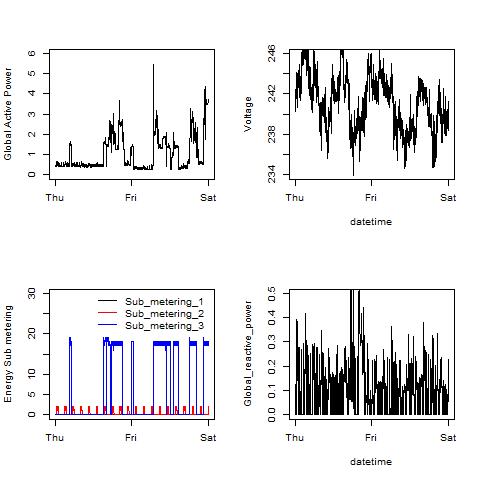 Global Active Power
6
5
4
3
2
1
0
Thu Fri Sat
Voltage
246
242
238
234
Thu Fri Sat
datetime
Energy Sub metering
30
20
10
5
0
Sub_metering_1
Sub_metering_2
Sub_metering_3
Thu Fri Sat
Global_reactive_power
0.5
0.4
0.3
0.2
0.1
0.0
Thu Fri Sat
datetime